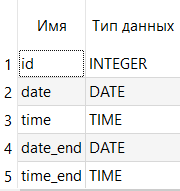 Имя Тип данных
1 id INTEGER
2 date DATE
3 time TIME
4 date_end DATE
5 time_end TIME